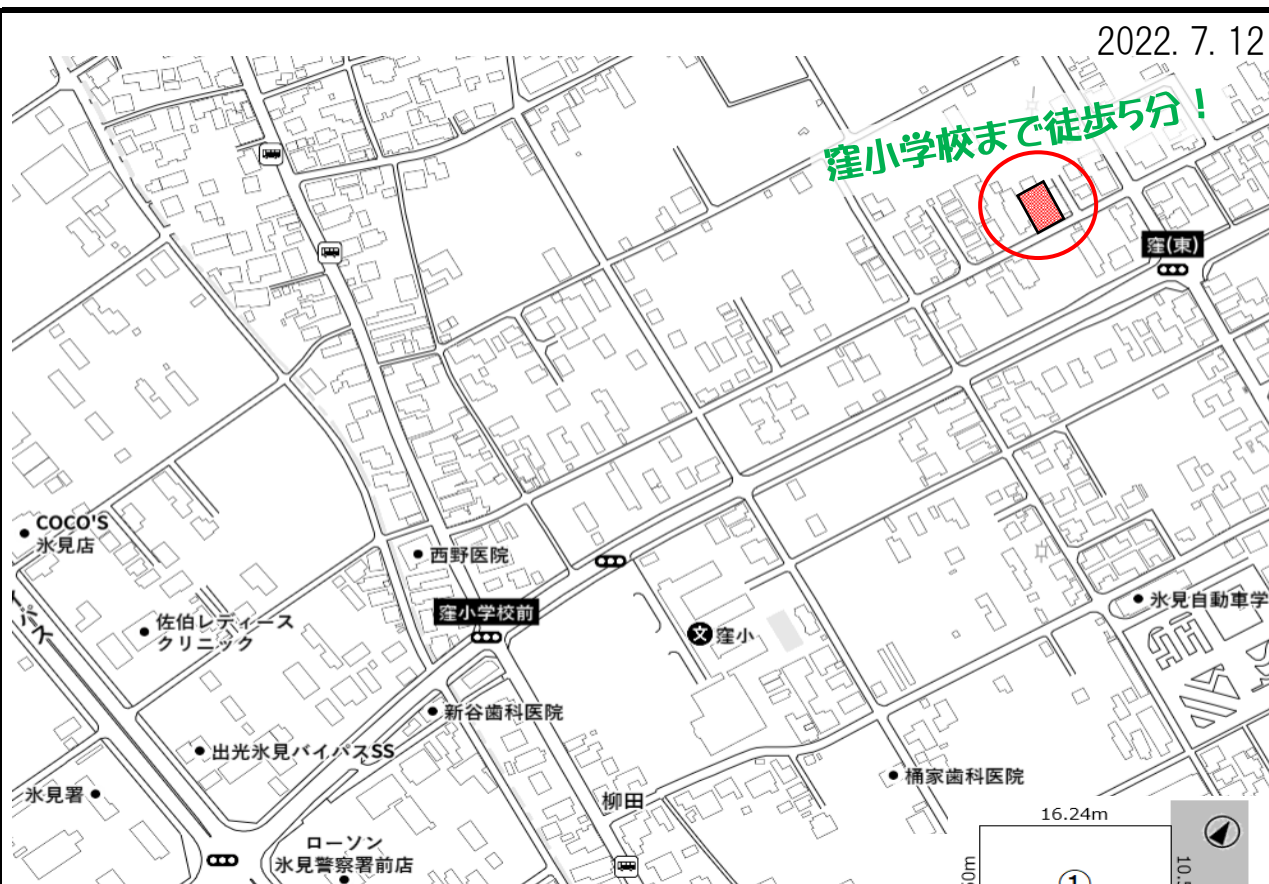 2022. 7. 12
窪小学校まで徒歩5分！
窪(東)
COCO'S
氷見店
西野医院
佐伯レディース
クリニック
窪小学校前
文
窪小
氷見自動車学
新谷歯科医院
出光氷見バイパスSS
桶家歯科医院
氷見署
柳田
ローソン
氷見警察署前店
16.24m
①